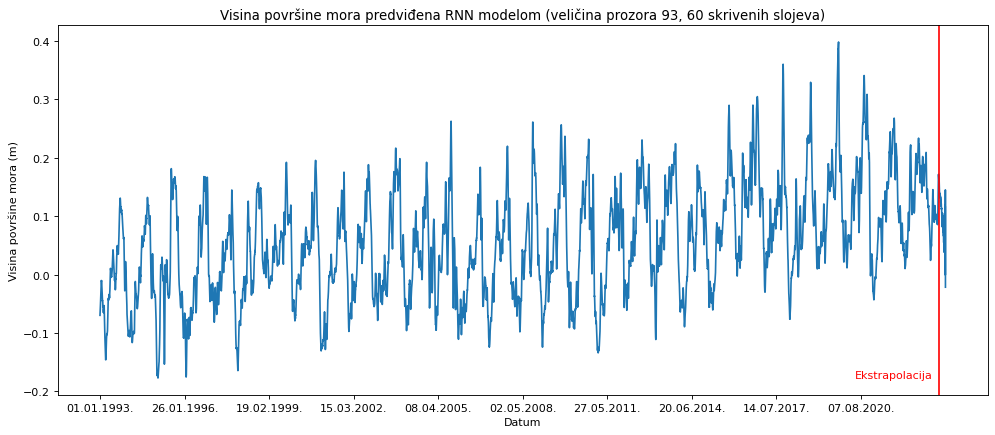 Visina površine mora predviđena RNN modelom (veličina prozora 93, 60 skrivenih slojeva)
Visina površine mora (m)
0.4
0.3
0.2
0.1
0.0
−0.1
−0.2
Ekstrapolacija
01.01.1993. 26.01.1996. 19.02.1999. 15.03.2002. 08.04.2005. 02.05.2008. 27.05.2011. 20.06.2014. 14.07.2017. 07.08.2020.
Datum